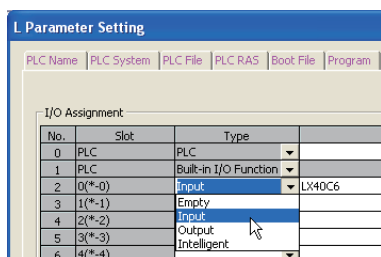 L Parameter Setting
PLC Name PLC System PLC File PLC RAS Boot File Program
I/O Assignment
No. Slot Type
0 PLC PLC
1 PLC Built-in I/O Function
2 0(*-0) Input LX40C6
3 1(*-1) Empty
4 2(*-2) Input
Output
5 3(*-3) Intelligent
6 4(*-4)